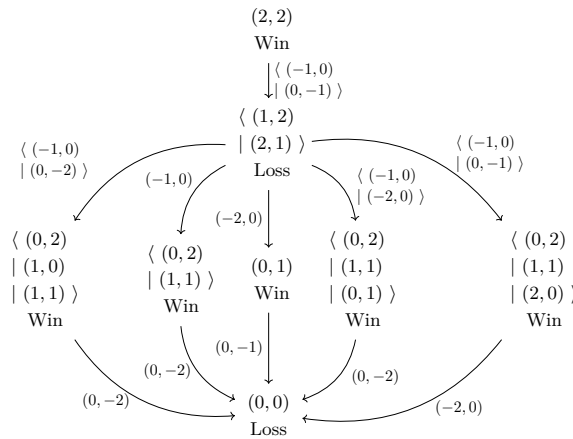 (2, 2)
Win
⟨ (−1, 0)
| (0, −1) ⟩
⟨ (1, 2)
| (2, 1) ⟩
Loss
⟨ (−1, 0)
| (0, −2) ⟩
(−1, 0)
(−2, 0)
⟨ (−1, 0)
| (−2, 0) ⟩
⟨ (−1, 0)
| (0, −1) ⟩
⟨ (0, 2)
| (1, 0)
| (1, 1) ⟩
Win
⟨ (0, 2)
| (1, 1) ⟩
Win
(0, 1)
Win
⟨ (0, 2)
| (1, 1)
| (0, 1) ⟩
Win
⟨ (0, 2)
| (1, 1)
| (2, 0) ⟩
Win
(0, −2)
(0, −2)
(0, −1)
(0, −2)
(−2, 0)
(0, 0)
Loss